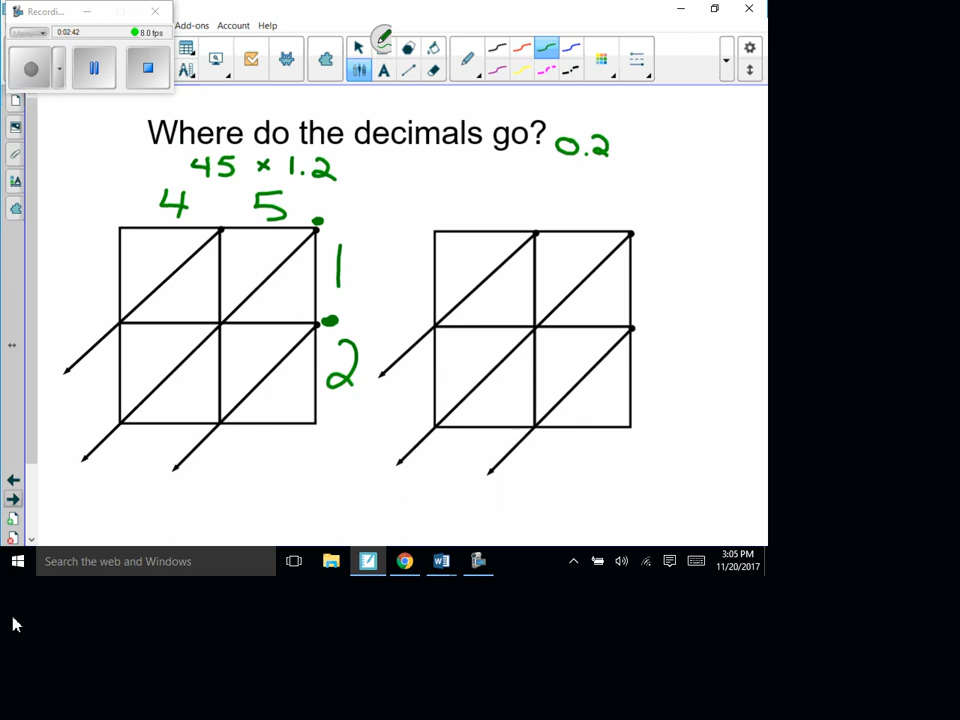 Recordi...
Menu
0:02:42
8.0 fps
Add-ons Account Help
Where do the decimals go? 0.2
45 × 1.2
4 5 .
1
.
2
Search the web and Windows
3:05 PM
11/20/2017